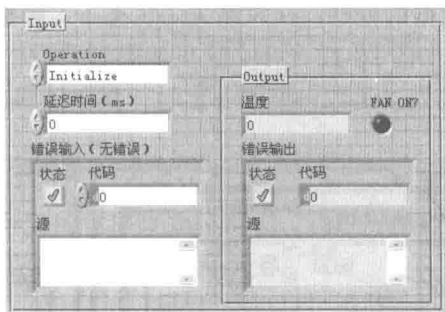 Input
Operation
Initialize
延迟时间(ms)
0
错误输入(无错误)
状态 代码
0
源
Output
温度 FAN ON?
0
错误输出
状态 代码
0
源